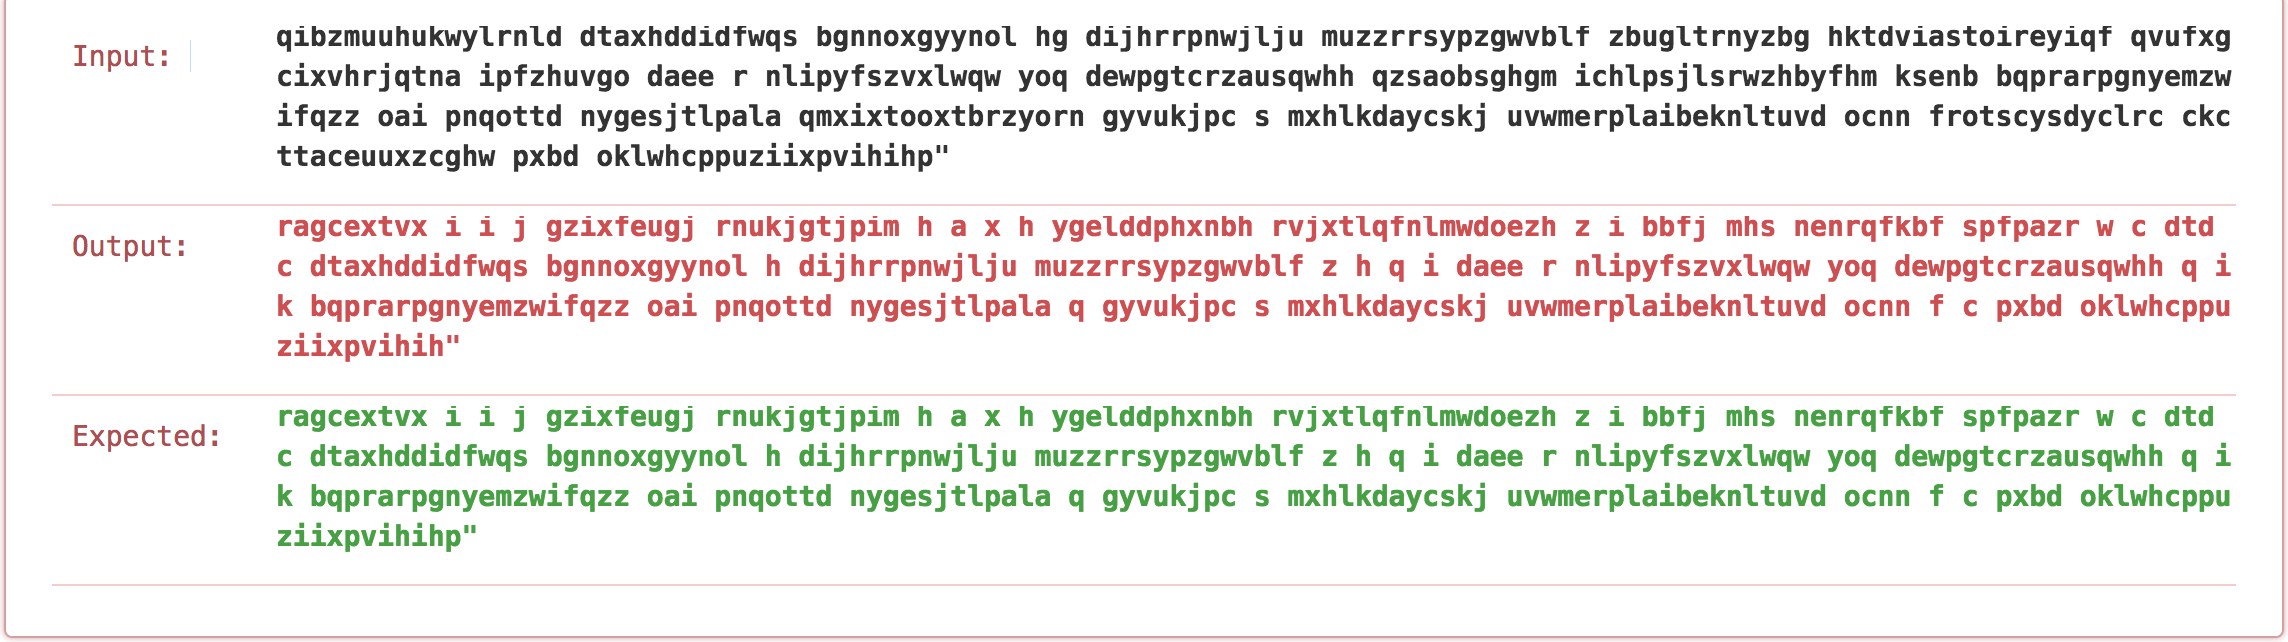 Input:
qibzmuuhukwylrnld dtaxhddidfwqs bgnnoxgyynol hg dijhrrpnwjlju muzzrrsypzgwvblf zbugltrnyzbg hktdviastoireyiqf qvufxg
cixvhrjqtna ipfzhuvgo daee r nlipyfszvxlwqw yoq dewpgtcrzausqwhh qzsaobsghgm ichlpsjlsrwzhbyfhm ksenb bqprarpgnyemzw
ifqzz oai pnqottd nygesjtlpala qmxixtooxtbrzyorn gyvukjpc s mxhlkdaycskj uvwmerplaibeknltuvd ocnn frotscysdyclrc ckc
ttaceuuxzcghw pxbd oklwhcppuziixpvihihp"
Output:
ragcextvx i i j gzixfeugj rnukjgtjpim h a x h ygelddphxnbh rvjxtlqfnlmwdoezh z i bbfj mhs nenrqfkbf spfpazr w c dtd
c dtaxhddidfwqs bgnnoxgyynol h dijhrrpnwjlju muzzrrsypzgwvblf z h q i daee r nlipyfszvxlwqw yoq dewpgtcrzausqwhh q i
k bqprarpgnyemzwifqzz oai pnqottd nygesjtlpala q gyvukjpc s mxhlkdaycskj uvwmerplaibeknltuvd ocnn f c pxbd oklwhcppu
ziixpvihih"
Expected:
ragcextvx i i j gzixfeugj rnukjgtjpim h a x h ygelddphxnbh rvjxtlqfnlmwdoezh z i bbfj mhs nenrqfkbf spfpazr w c dtd
c dtaxhddidfwqs bgnnoxgyynol h dijhrrpnwjlju muzzrrsypzgwvblf z h q i daee r nlipyfszvxlwqw yoq dewpgtcrzausqwhh q i
k bqprarpgnyemzwifqzz oai pnqottd nygesjtlpala q gyvukjpc s mxhlkdaycskj uvwmerplaibeknltuvd ocnn f c pxbd oklwhcppu
ziixpvihihp"